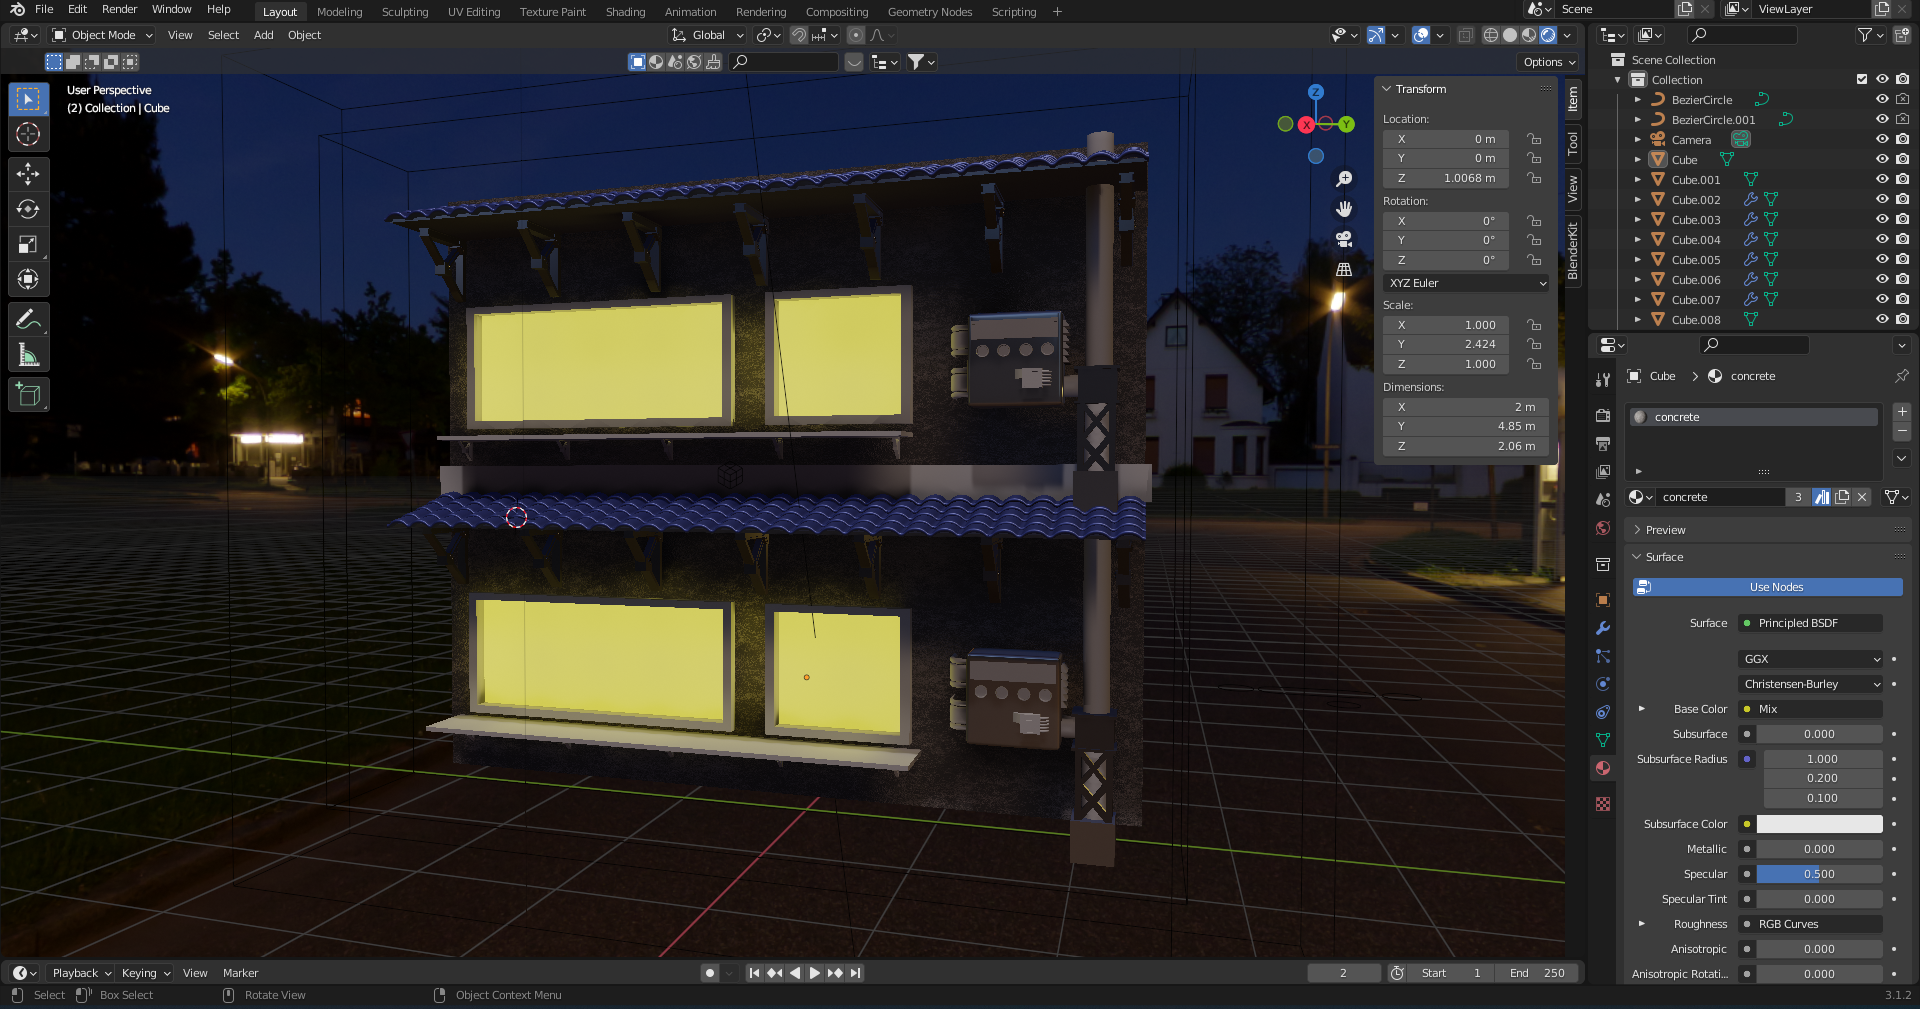 File Edit Render Window Help
Layout Modeling Sculpting UV Editing Texture Paint Shading Animation Rendering Compositing Geometry Nodes Scripting +
Scene
ViewLayer
Object Mode View Select Add Object
Global
Options
User Perspective
(2) Collection | Cube
Z
X
Y
Item
Tool
View
BlenderKit
Transform
Location:
X 0 m
Y 0 m
Z 1.0068 m
Rotation:
X 0°
Y 0°
Z 0°
XYZ Euler
Scale:
X 1.000
Y 2.424
Z 1.000
Dimensions:
X 2 m
Y 4.85 m
Z 2.06 m
Scene Collection
Collection
BezierCircle
BezierCircle.001
Camera
Cube
Cube.001
Cube.002
Cube.003
Cube.004
Cube.005
Cube.006
Cube.007
Cube.008
Cube > concrete
concrete
concrete 3
Preview
Surface
Use Nodes
Surface Principled BSDF
GGX
Christensen-Burley
Base Color Mix
Subsurface 0.000
Subsurface Radius 1.000
0.200
0.100
Subsurface Color
Metallic 0.000
Specular 0.500
Specular Tint 0.000
Roughness RGB Curves
Anisotropic 0.000
Anisotropic Rotati... 0.000
Playback Keying View Marker
2
Start 1
End 250
Select Box Select Rotate View Object Context Menu
3.1.2